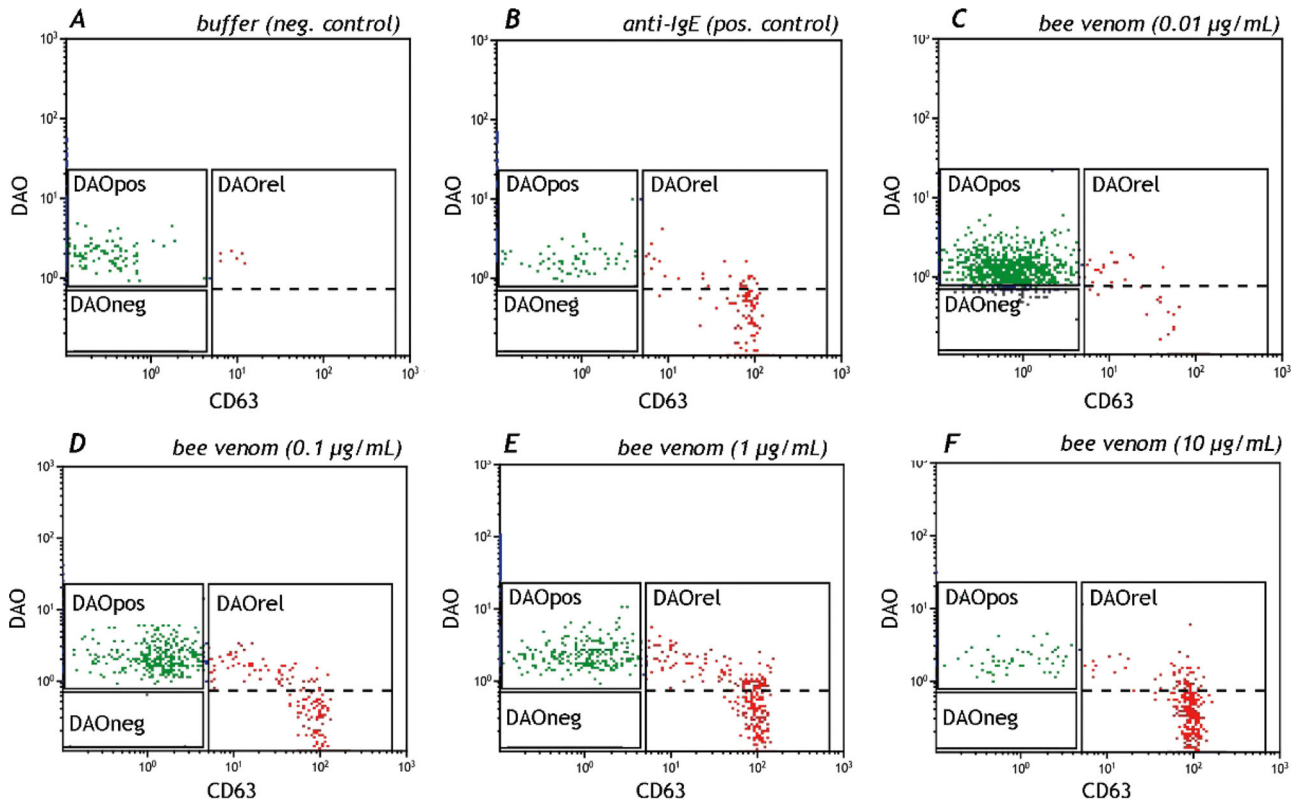 A buffer (neg. control)
10³
10²
10¹
10⁰
DAO
DAOpos
DAOrel
DAOneg
10⁰ 10¹ 10² 10³
CD63
B anti-IgE (pos. control)
10³
10²
10¹
10⁰
DAO
DAOpos
DAOrel
DAOneg
10⁰ 10¹ 10² 10³
CD63
C bee venom (0.01 µg/mL)
10³
10²
10¹
10⁰
DAO
DAOpos
DAOrel
DAOneg
10⁰ 10¹ 10² 10³
CD63
D bee venom (0.1 µg/mL)
10³
10²
10¹
10⁰
DAO
DAOpos
DAOrel
DAOneg
10⁰ 10¹ 10² 10³
CD63
E bee venom (1 µg/mL)
10³
10²
10¹
10⁰
DAO
DAOpos
DAOrel
DAOneg
10⁰ 10¹ 10² 10³
CD63
F bee venom (10 µg/mL)
10³
10²
10¹
10⁰
DAO
DAOpos
DAOrel
DAOneg
10⁰ 10¹ 10² 10³
CD63